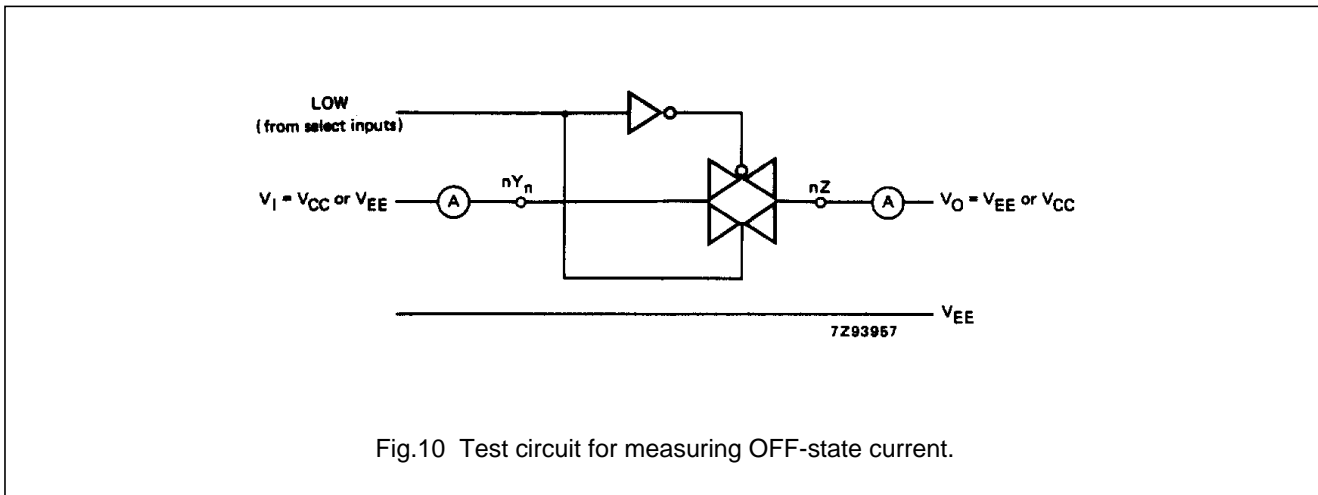 LOW
(from select inputs)
V_I = V_CC or V_EE
A
nY_n
nZ
A
V_O = V_EE or V_CC
V_EE
7Z93957
Fig.10 Test circuit for measuring OFF-state current.